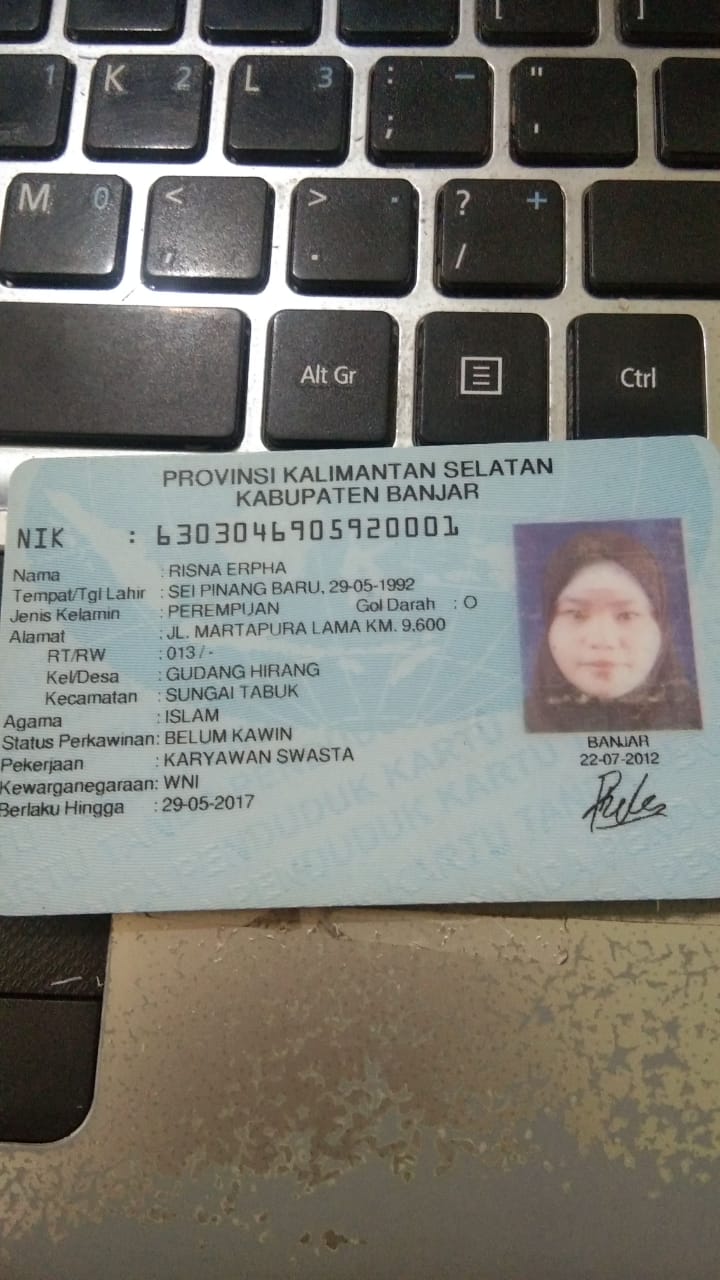 [ ]
1 K 2 L 3 : - "
; '
M 0 < > . ? +
, . /
Alt Gr Ctrl
PROVINSI KALIMANTAN SELATAN
KABUPATEN BANJAR
NIK : 6303046905920001
Nama : RISNA ERPHA
Tempat/Tgl Lahir : SEI PINANG BARU, 29-05-1992
Jenis Kelamin : PEREMPUAN Gol Darah : O
Alamat : JL. MARTAPURA LAMA KM. 9.600
RT/RW : 013/-
Kel/Desa : GUDANG HIRANG
Kecamatan : SUNGAI TABUK
Agama : ISLAM
Status Perkawinan: BELUM KAWIN
Pekerjaan : KARYAWAN SWASTA
Kewarganegaraan: WNI
Berlaku Hingga : 29-05-2017
BANJAR
22-07-2012